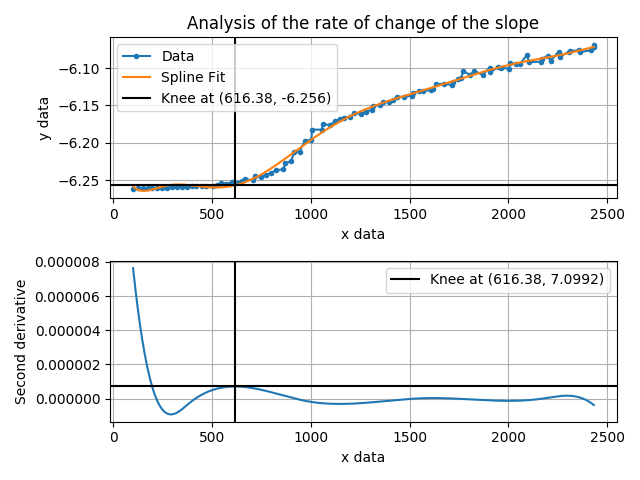 Analysis of the rate of change of the slope
Data
Spline Fit
Knee at (616.38, -6.256)
y data
−6.10
−6.15
−6.20
−6.25
0 500 1000 1500 2000 2500
x data
Knee at (616.38, 7.0992)
Second derivative
0.000008
0.000006
0.000004
0.000002
0.000000
0 500 1000 1500 2000 2500
x data